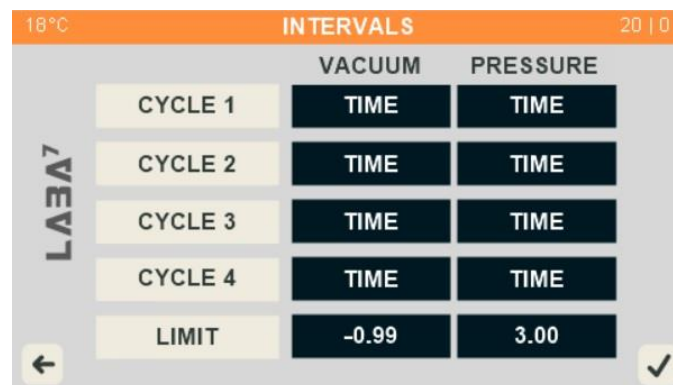 18°C INTERVALS 20 | 0
VACUUM PRESSURE
CYCLE 1 TIME TIME
CYCLE 2 TIME TIME
CYCLE 3 TIME TIME
CYCLE 4 TIME TIME
LIMIT -0.99 3.00
LABA7